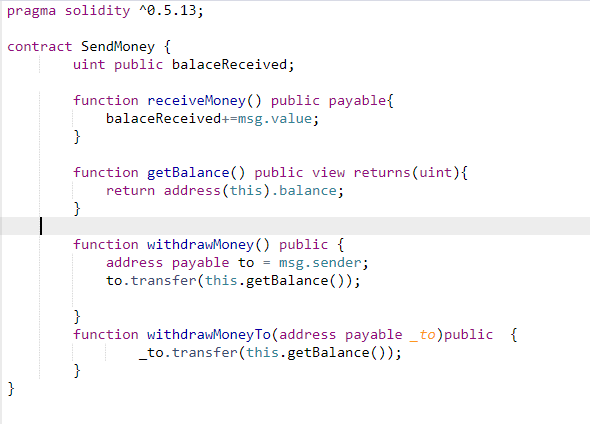 pragma solidity ^0.5.13;
contract SendMoney {
uint public balaceReceived;
function receiveMoney() public payable{
balaceReceived+=msg.value;
}
function getBalance() public view returns(uint){
return address(this).balance;
}
function withdrawMoney() public {
address payable to = msg.sender;
to.transfer(this.getBalance());
}
function withdrawMoneyTo(address payable _to)public  {
_to.transfer(this.getBalance());
}
}